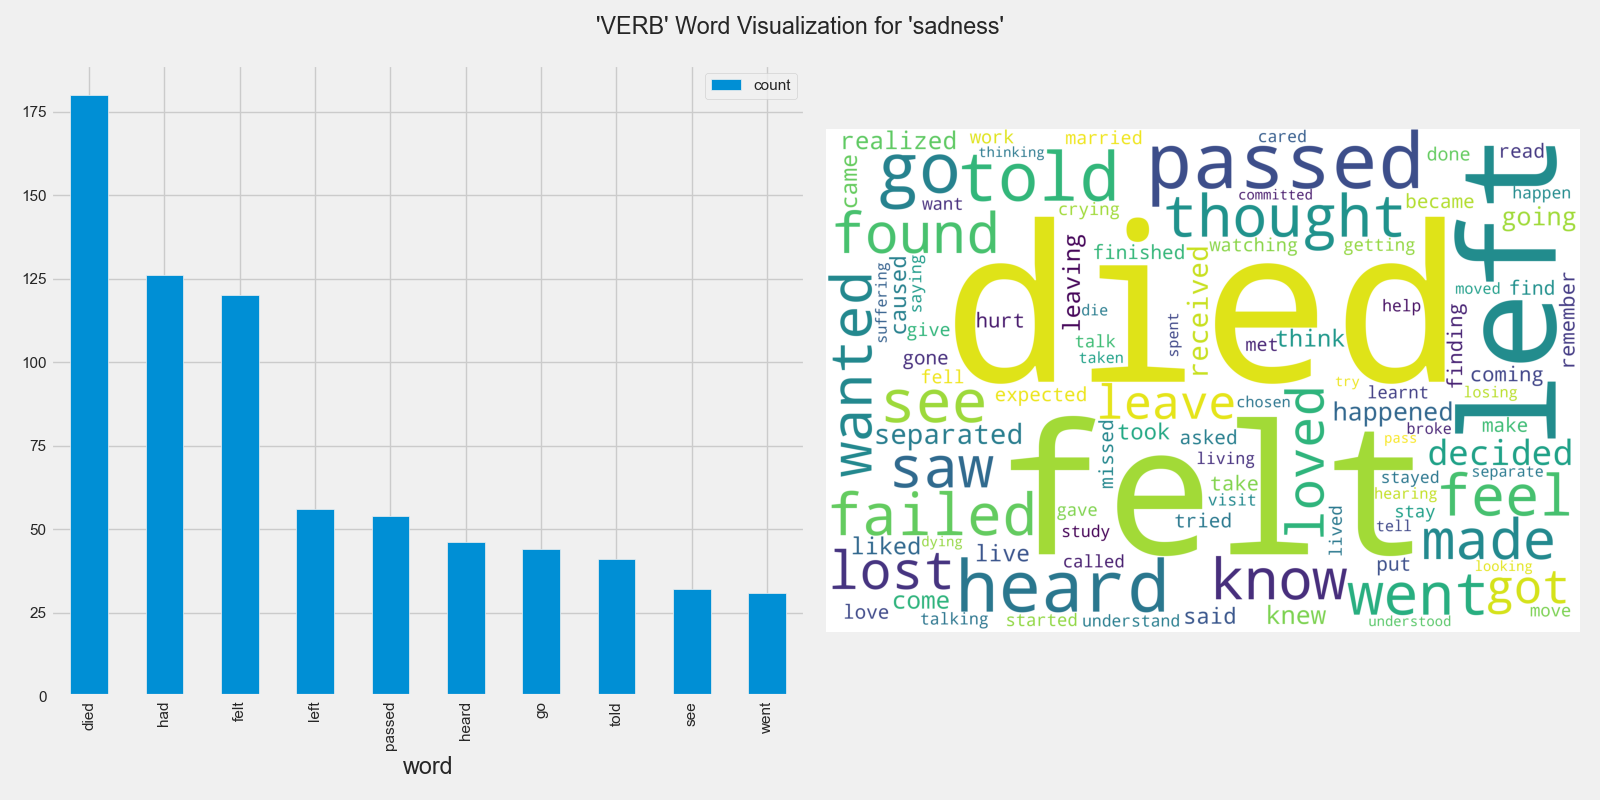 'VERB' Word Visualization for 'sadness'
count
175
150
125
100
75
50
25
0
died
had
felt
left
passed
heard
go
told
see
went
word
realized
work
married
cared
done
read
thinking
came
go
told
passed
left
want
committed
happen
crying
thought
became
going
found
finished
watching
getting
died
leaving
received
wanted
suffering
caused
saying
moved
find
remember
hurt
die
help
give
talk
spent
met
think
finding
gone
taken
fell
coming
see
expected
leave
chosen
try
learnt
losing
loved
happened
separated
missed
took
asked
broke
make
felt
pass
decided
saw
living
stayed
separate
take
visit
hearing
feel
failed
gave
tried
lived
stay
study
tell
made
liked
dying
live
called
put
looking
lost
heard
know
went
got
come
love
talking
started
understand
said
knew
understood
move